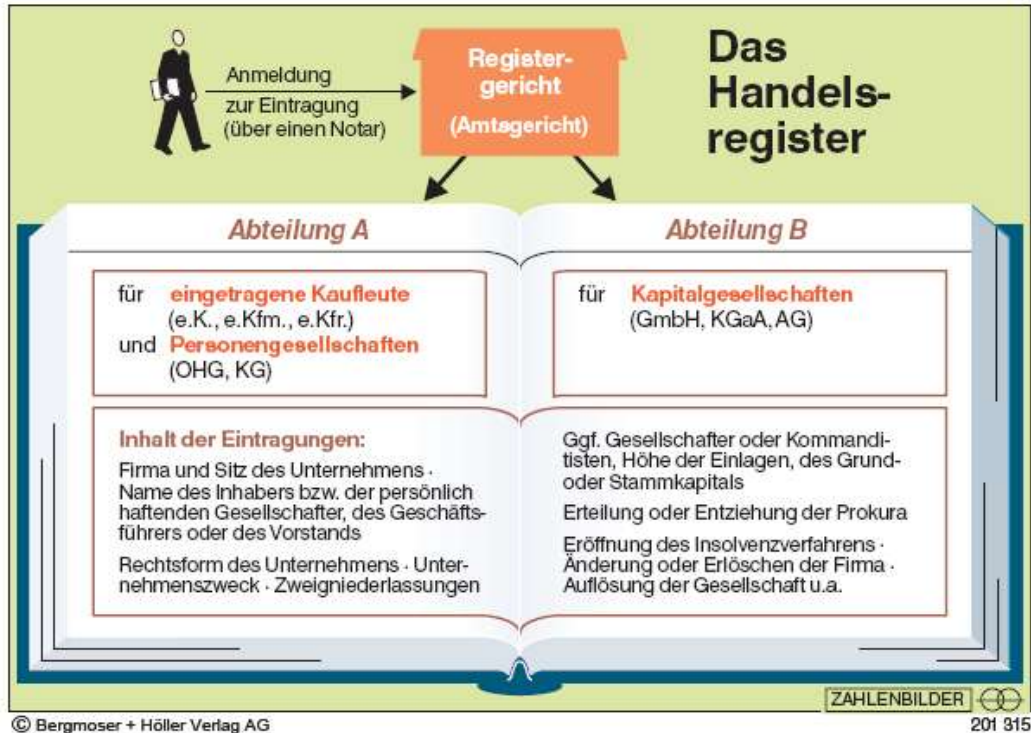 Das
Handels-
register
Anmeldung
zur Eintragung
(über einen Notar)
Register-
gericht
(Amtsgericht)
Abteilung A
für eingetragene Kaufleute
(e.K., e.Kfm., e.Kfr.)
und Personengesellschaften
(OHG, KG)
Abteilung B
für Kapitalgesellschaften
(GmbH, KGaA, AG)
Inhalt der Eintragungen:
Firma und Sitz des Unternehmens ·
Name des Inhabers bzw. der persönlich
haftenden Gesellschafter, des Geschäfts-
führers oder des Vorstands
Rechtsform des Unternehmens · Unter-
nehmenszweck · Zweigniederlassungen
Ggf. Gesellschafter oder Kommandi-
tisten, Höhe der Einlagen, des Grund-
oder Stammkapitals
Erteilung oder Entziehung der Prokura
Eröffnung des Insolvenzverfahrens ·
Änderung oder Erlöschen der Firma ·
Auflösung der Gesellschaft u.a.
ZAHLENBILDER
© Bergmoser + Höller Verlag AG
201 315